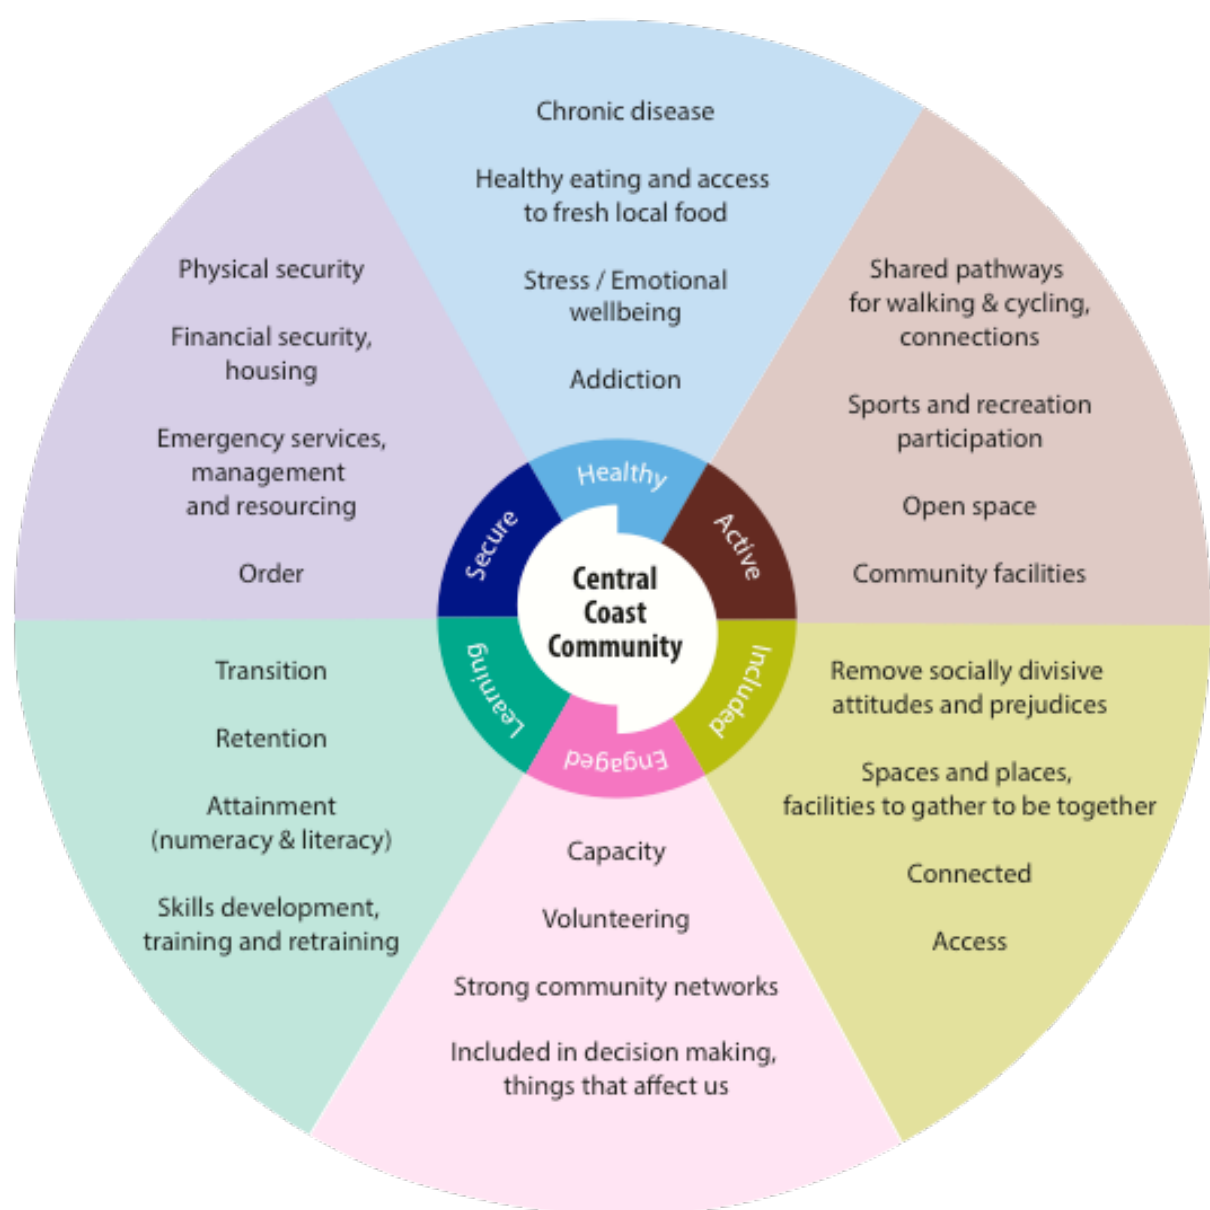 Chronic disease
Healthy eating and access
to fresh local food
Stress / Emotional
wellbeing
Addiction
Shared pathways
for walking & cycling,
connections
Sports and recreation
participation
Open space
Community facilities
Remove socially divisive
attitudes and prejudices
Spaces and places,
facilities to gather to be together
Connected
Access
Capacity
Volunteering
Strong community networks
Included in decision making,
things that affect us
Transition
Retention
Attainment
(numeracy & literacy)
Skills development,
training and retraining
Physical security
Financial security,
housing
Emergency services,
management
and resourcing
Order
Healthy
Active
Included
Engaged
Learning
Secure
Central
Coast
Community